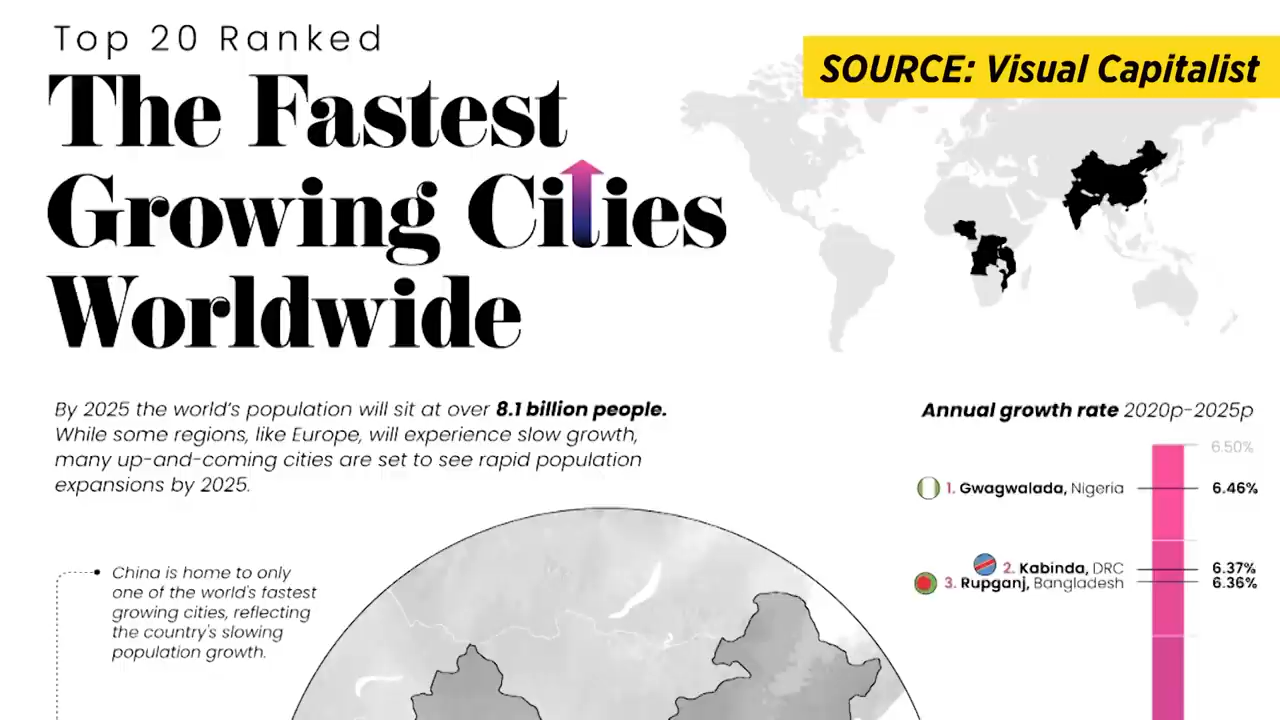 Top 20 Ranked
SOURCE: Visual Capitalist
The Fastest
Growing Cities
Worldwide
By 2025 the world's population will sit at over 8.1 billion people.
While some regions, like Europe, will experience slow growth,
many up-and-coming cities are set to see rapid population
expansions by 2025.
Annual growth rate 2020p-2025p
6.50%
1. Gwagwalada, Nigeria 6.46%
2. Kabinda, DRC 6.37%
3. Rupganj, Bangladesh 6.36%
China is home to only
one of the world's fastest
growing cities, reflecting
the country's slowing
population growth.